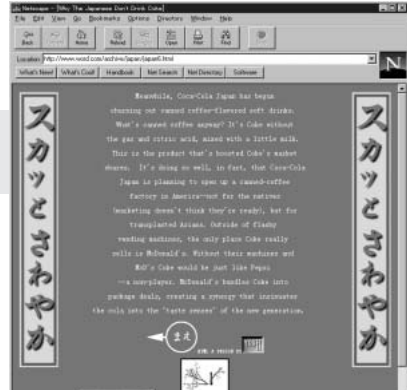 Netscape - [Why The Japanese Don't Drink Coke]
File Edit View Go Bookmarks Options Directory Window Help
Back Home Reload Open Print Find
Location: http://www.word.com/archive/japan/japan6.html
What's New! What's Cool! Handbook Net Search Net Directory Software
N
スカッとさわやか
Meanwhile, Coca-Cola Japan has begun
churning out canned coffee-flavored soft drinks.
What's canned coffee anyway? It's Coke without
the gas and citric acid, mixed with a little milk.
This is the product that's boosted Coke's market
shares. It's doing so well, in fact, that Coca-Cola
Japan is planning to open up a canned-coffee
factory in America—not for the natives
(marketing doesn't think they're ready), but for
transplanted Asians. Outside of flashy
vending machines, the only place Coke really
sells is McDonald's. Without their machines and
McD's Coke would be just like Pepsi
—a non-player. McDonald's bundles Coke into
package deals, creating a synergy that insinuates
the cola into the "taste senses" of the new generation.
スカッとさわやか
まえ